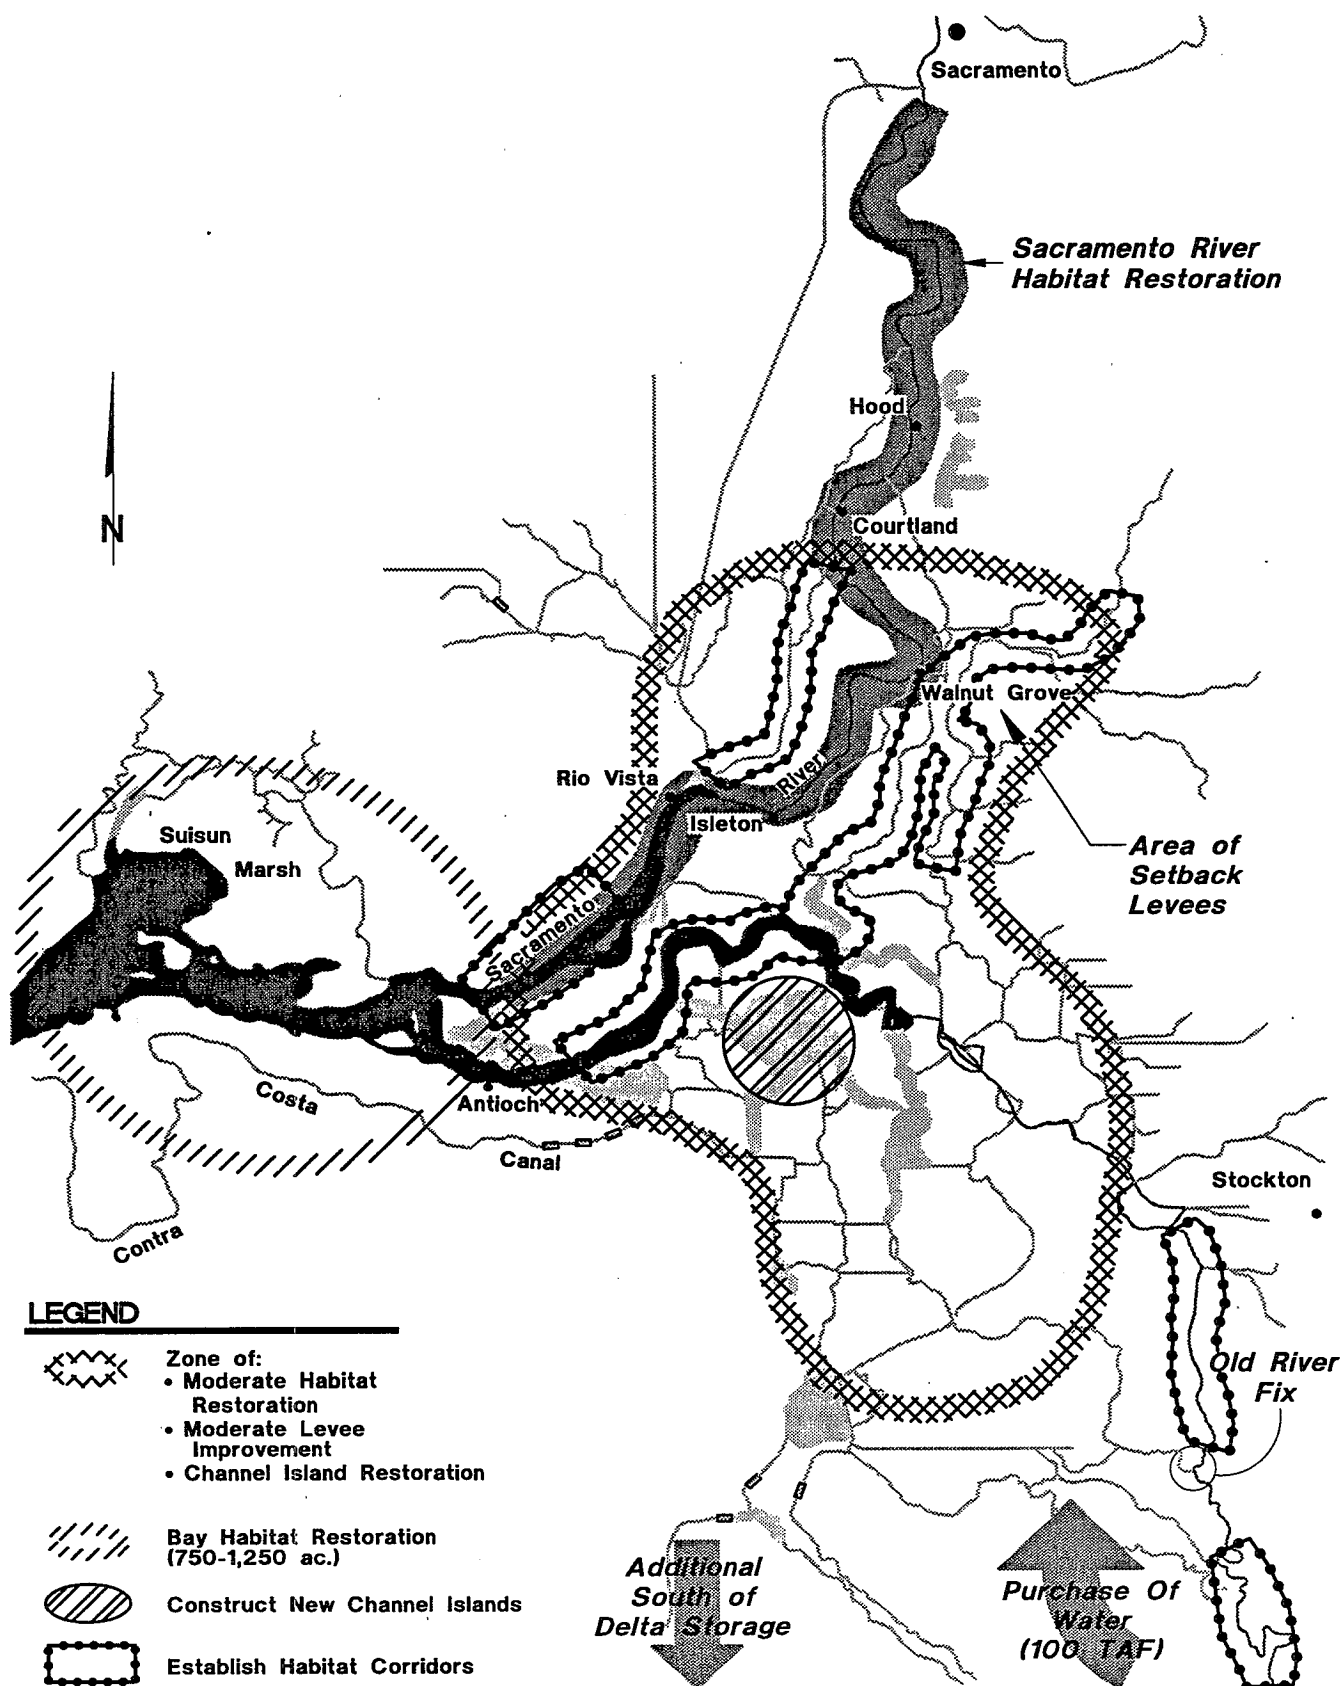 Sacramento
Sacramento River
Habitat Restoration
Hood
N
Courtland
Walnut Grove
Rio Vista
River
Isleton
Suisun
Marsh
Area of
Setback
Levees
Sacramento
Costa
Antioch
Canal
Stockton
Contra
LEGEND
Zone of:
• Moderate Habitat
Restoration
• Moderate Levee
Improvement
• Channel Island Restoration
Old River
Fix
Bay Habitat Restoration
(750-1,250 ac.)
Additional
South of
Delta Storage
Purchase Of
Water
(100 TAF)
Construct New Channel Islands
Establish Habitat Corridors